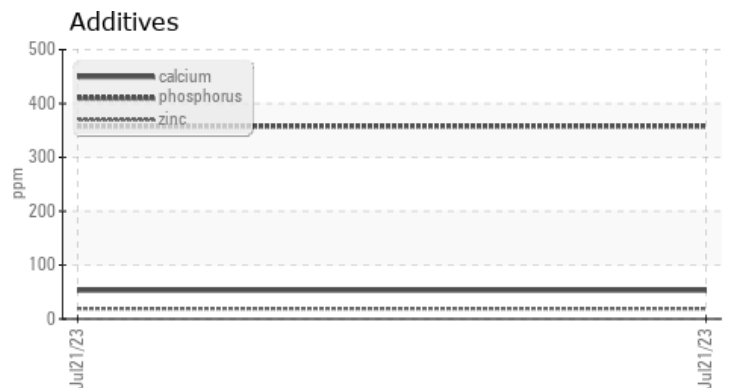 Additives
500
400
300
200
100
0
ppm
calcium
phosphorus
zinc
Jul21/23
Jul21/23